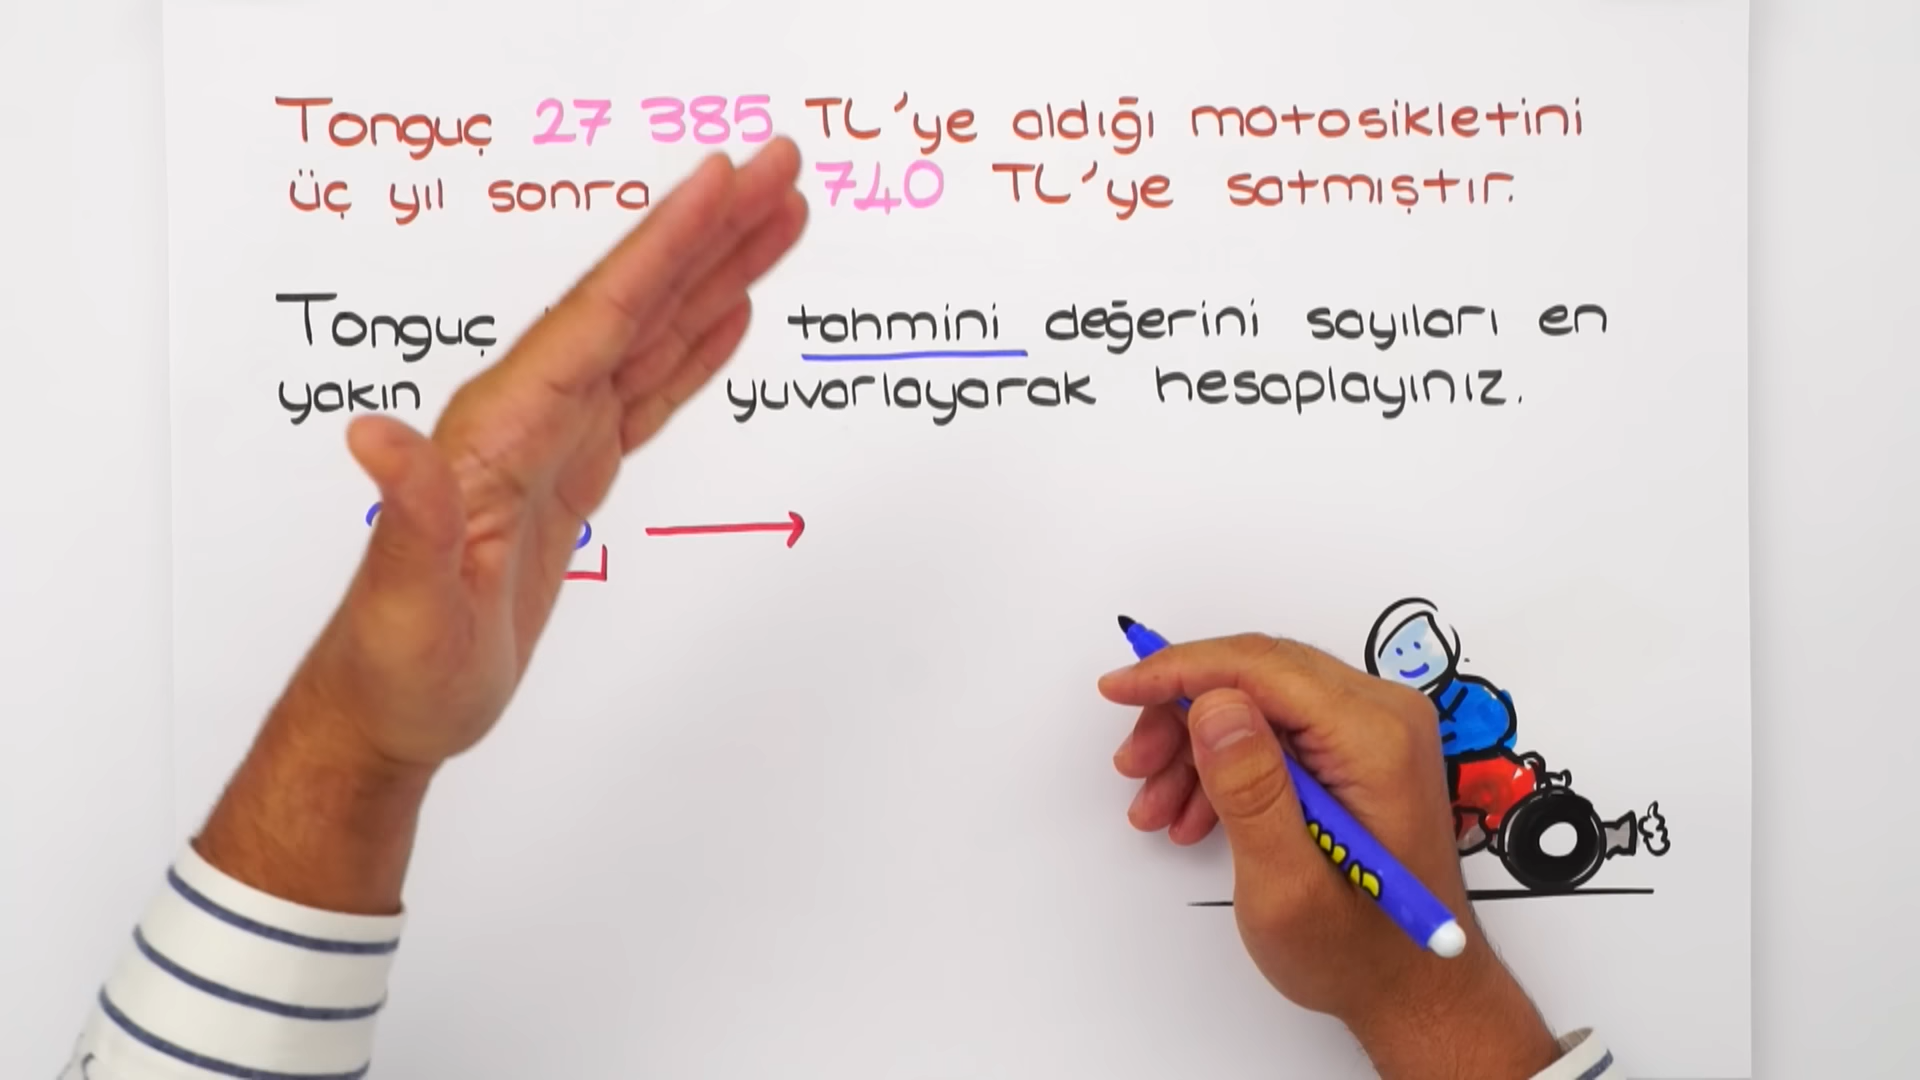 Tonguç 27 385 TL'ye aldığı motosikletini
üç yıl sonra 740 TL'ye satmıştır.
Tonguç tahmini değerini sayıları en
yakın yuvarlayarak hesaplayınız.